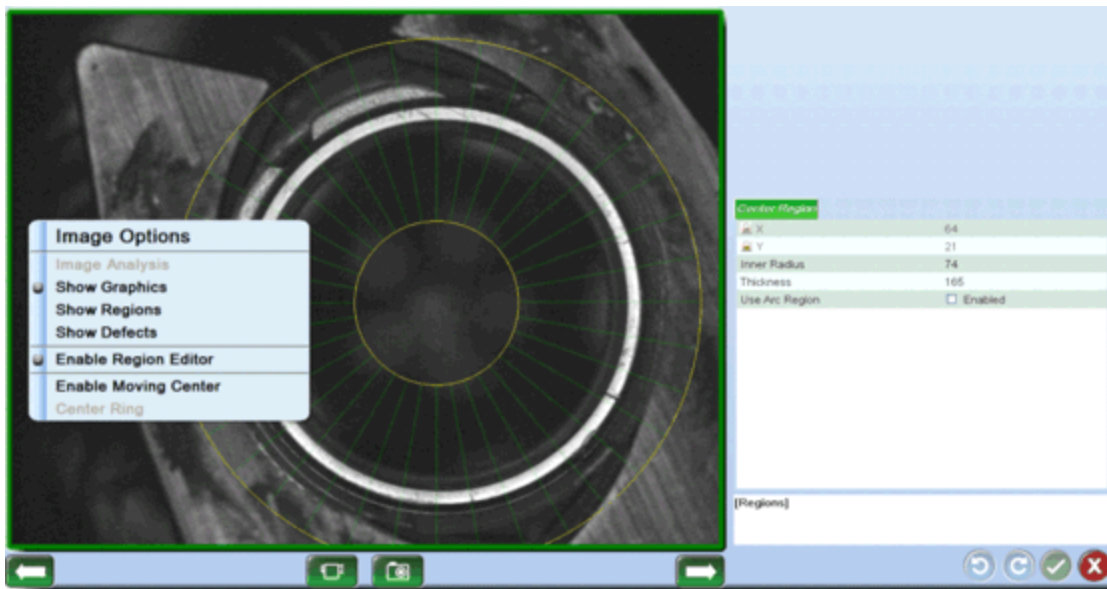 Image Options
Image Analysis
Show Graphics
Show Regions
Show Defects
Enable Region Editor
Enable Moving Center
Center Ring
Center Region
X 64
Y 21
Inner Radius 74
Thickness 165
Use Arc Region Enabled
[Regions]